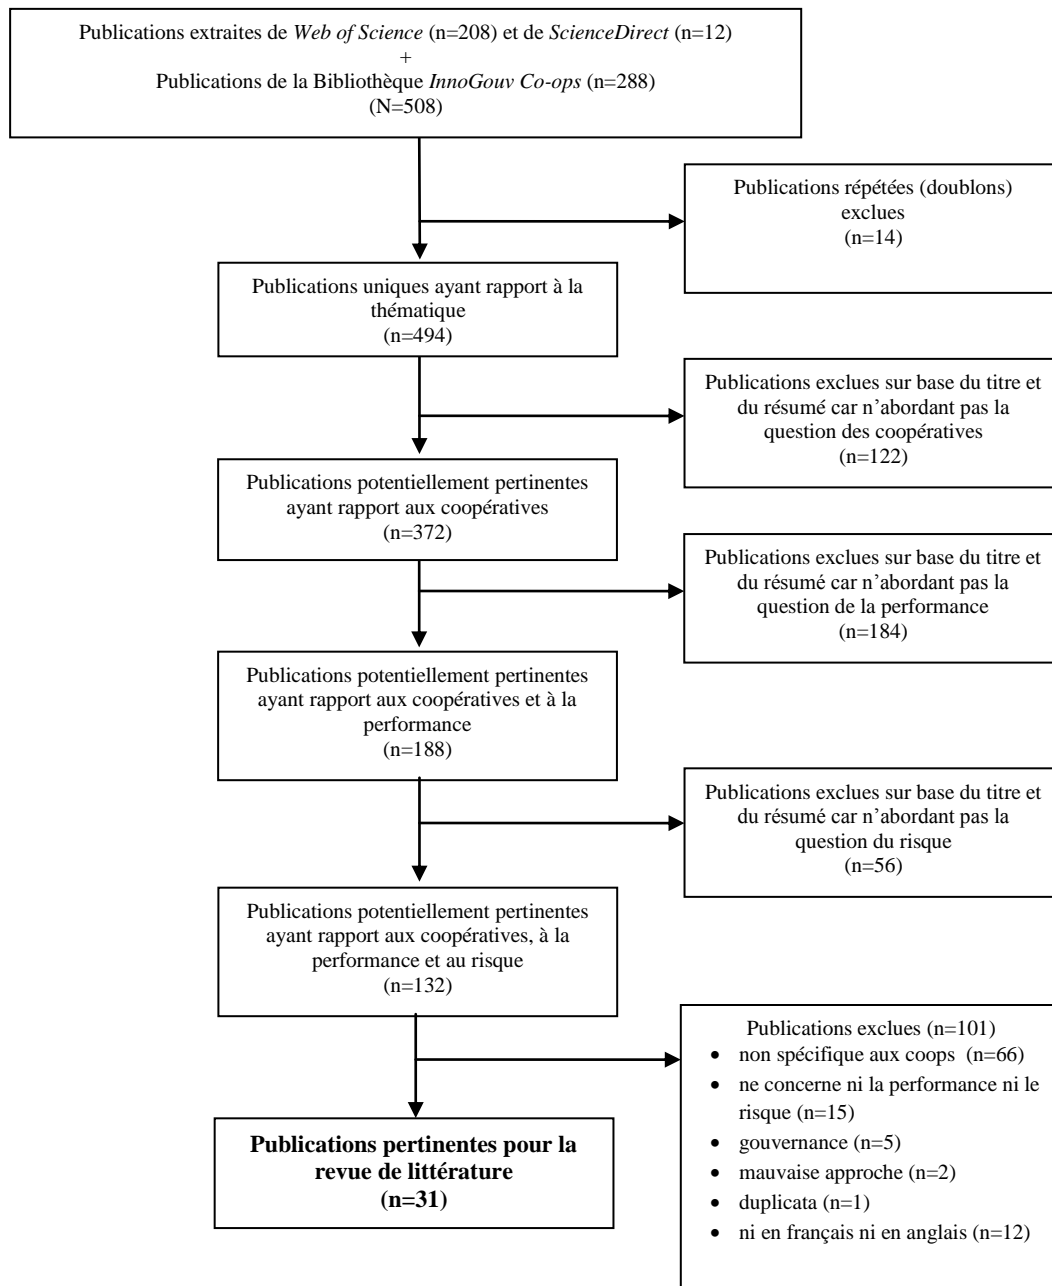 Publications extraites de Web of Science (n=208) et de ScienceDirect (n=12)
+
Publications de la Bibliothèque InnoGouv Co-ops (n=288)
(N=508)
Publications répétées (doublons)
exclues
(n=14)
Publications uniques ayant rapport à la
thématique
(n=494)
Publications exclues sur base du titre et
du résumé car n’abordant pas la
question des coopératives
(n=122)
Publications potentiellement pertinentes
ayant rapport aux coopératives
(n=372)
Publications exclues sur base du titre et
du résumé car n’abordant pas la
question de la performance
(n=184)
Publications potentiellement pertinentes
ayant rapport aux coopératives et à la
performance
(n=188)
Publications exclues sur base du titre et
du résumé car n’abordant pas la
question du risque
(n=56)
Publications potentiellement pertinentes
ayant rapport aux coopératives, à la
performance et au risque
(n=132)
Publications exclues (n=101)
• non spécifique aux coops (n=66)
• ne concerne ni la performance ni le
risque (n=15)
• gouvernance (n=5)
• mauvaise approche (n=2)
• duplicata (n=1)
• ni en français ni en anglais (n=12)
Publications pertinentes pour la
revue de littérature
(n=31)